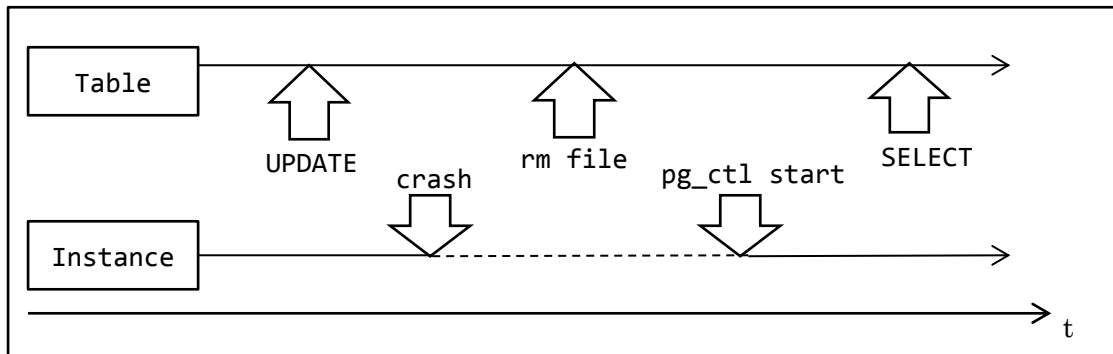 Table
UPDATE
rm file
SELECT
crash
pg_ctl start
Instance
t